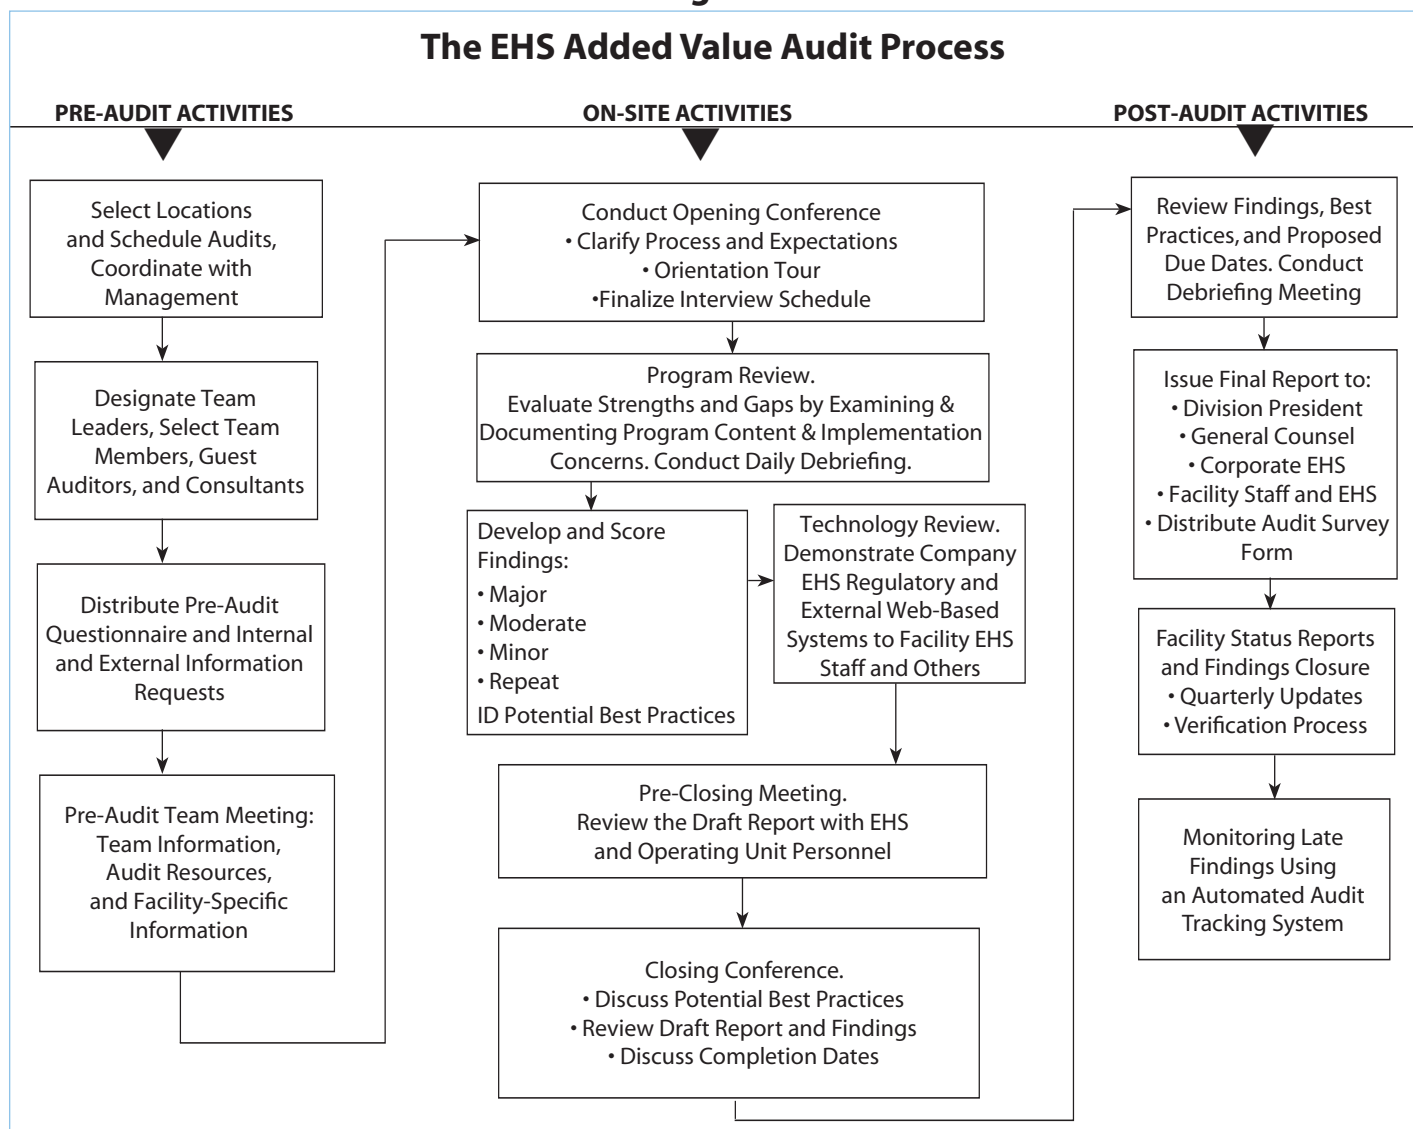 The EHS Added Value Audit Process
PRE-AUDIT ACTIVITIES
Select Locations
and Schedule Audits,
Coordinate with
Management
Designate Team
Leaders, Select Team
Members, Guest
Auditors, and Consultants
Distribute Pre-Audit
Questionnaire and Internal
and External Information
Requests
Pre-Audit Team Meeting:
Team Information,
Audit Resources,
and Facility-Specific
Information
ON-SITE ACTIVITIES
Conduct Opening Conference
• Clarify Process and Expectations
• Orientation Tour
•Finalize Interview Schedule
Program Review.
Evaluate Strengths and Gaps by Examining &
Documenting Program Content & Implementation
Concerns. Conduct Daily Debriefing.
Develop and Score
Findings:
• Major
• Moderate
• Minor
• Repeat
ID Potential Best Practices
Technology Review.
Demonstrate Company
EHS Regulatory and
External Web-Based
Systems to Facility EHS
Staff and Others
Pre-Closing Meeting.
Review the Draft Report with EHS
and Operating Unit Personnel
Closing Conference.
• Discuss Potential Best Practices
• Review Draft Report and Findings
• Discuss Completion Dates
POST-AUDIT ACTIVITIES
Review Findings, Best
Practices, and Proposed
Due Dates. Conduct
Debriefing Meeting
Issue Final Report to:
• Division President
• General Counsel
• Corporate EHS
• Facility Staff and EHS
• Distribute Audit Survey
Form
Facility Status Reports
and Findings Closure
• Quarterly Updates
• Verification Process
Monitoring Late
Findings Using
an Automated Audit
Tracking System